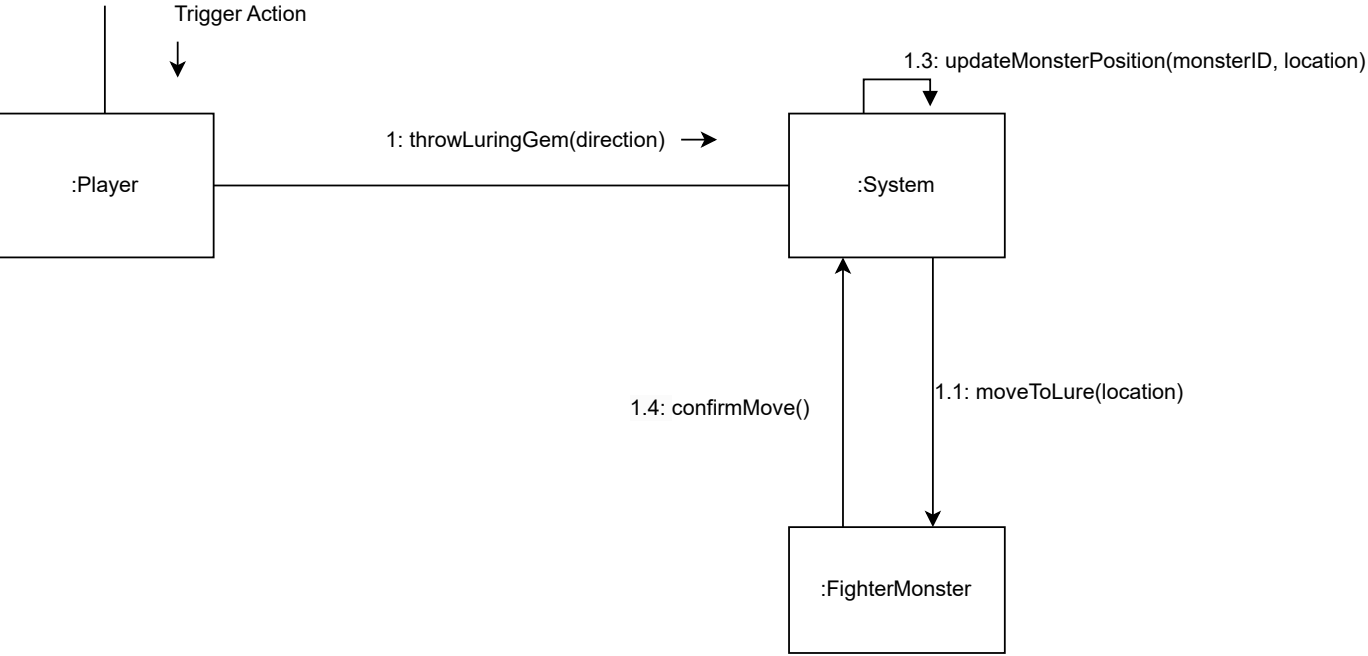 Trigger Action
1.3: updateMonsterPosition(monsterID, location)
1: throwLuringGem(direction)
:Player
:System
1.4: confirmMove()
1.1: moveToLure(location)
:FighterMonster